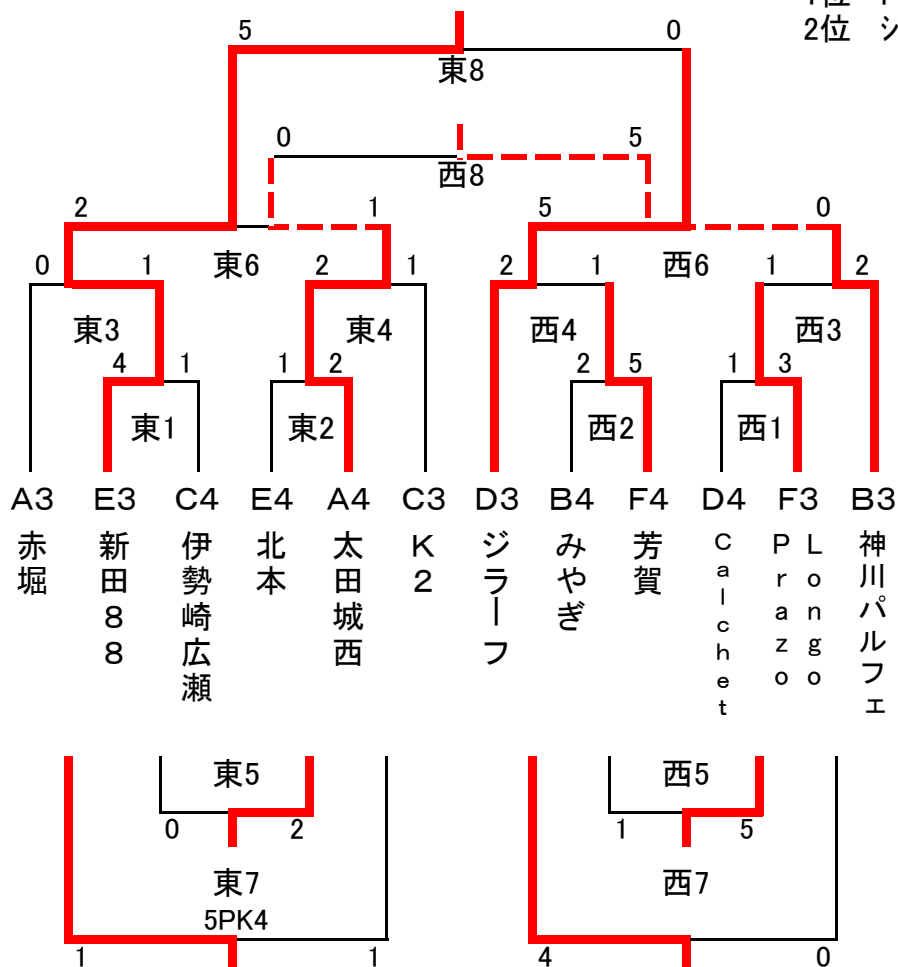 1位
2位 シ
5 0
東8
0 5
西8
2 1 5 0
東6 西6
0 1 2 1 2 1 1 2
東3 東4 西4 西3
4 1 1 2 2 5 1 3
東1 東2 西2 西1
A3 E3 C4 E4 A4 C3 D3 B4 F4 D4 F3 B3
赤堀
新田88
伊勢崎広瀬
北本
太田城西
K2
ジラーフ
みやぎ
芳賀
Calchet
Prazo
Longo
神川パルフェ
東5 西5
0 2 1 5
東7 西7
5PK4
1 1 4 0